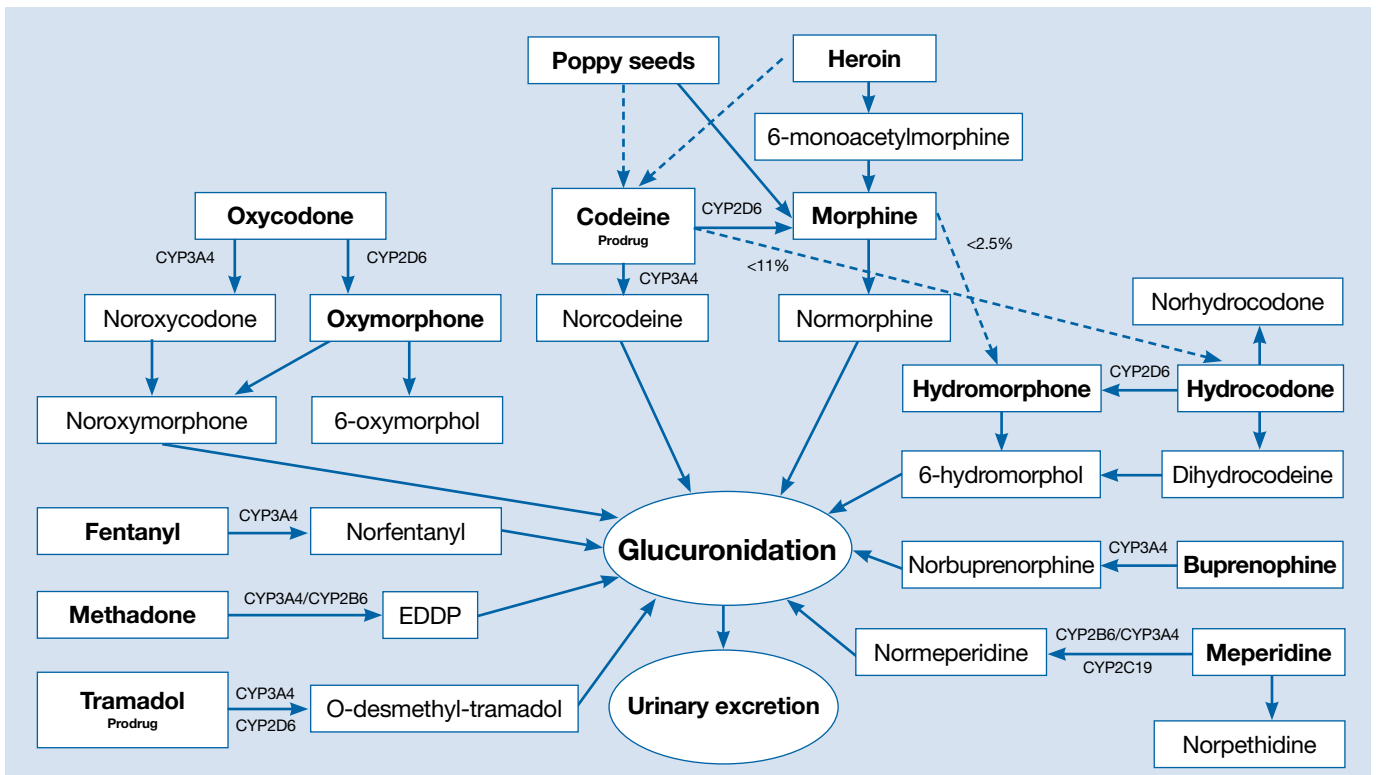 Poppy seeds
Heroin
6-monoacetylmorphine
Oxycodone
Codeine
Prodrug
CYP2D6
Morphine
CYP3A4
CYP2D6
<11%
<2.5%
CYP3A4
Noroxycodone
Oxymorphone
Norcodeine
Normorphine
Norhydrocodone
Hydromorphone
CYP2D6
Hydrocodone
Noroxymorphone
6-oxymorphol
6-hydromorphol
Dihydrocodeine
Fentanyl
CYP3A4
Norfentanyl
Glucuronidation
Norbuprenorphine
CYP3A4
Buprenophine
Methadone
CYP3A4/CYP2B6
EDDP
Normeperidine
CYP2B6/CYP3A4
CYP2C19
Meperidine
Tramadol
Prodrug
CYP3A4
CYP2D6
O-desmethyl-tramadol
Urinary excretion
Norpethidine